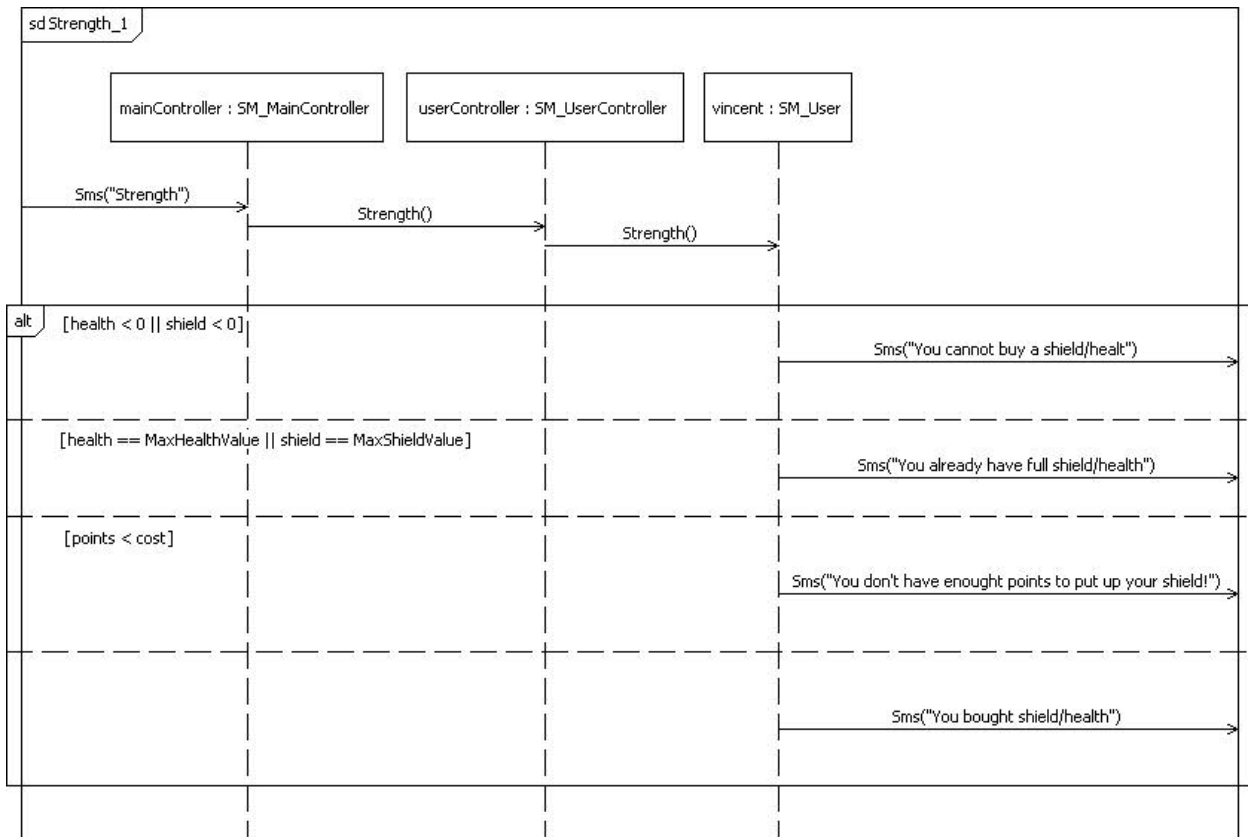 sd Strength_1
mainController : SM_MainController
userController : SM_UserController
vincent : SM_User
Sms("Strength")
Strength()
Strength()
alt
[health < 0 || shield < 0]
Sms("You cannot buy a shield/healt")
[health == MaxHealthValue || shield == MaxShieldValue]
Sms("You already have full shield/health")
[points < cost]
Sms("You don't have enought points to put up your shield!")
Sms("You bought shield/health")